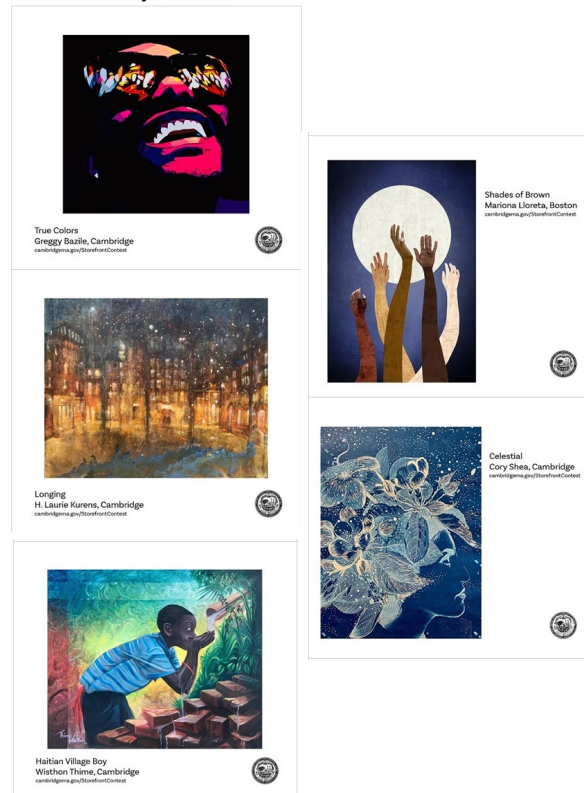 True Colors
Greggy Bazile, Cambridge
cambridgema.gov/StorefrontContest
Shades of Brown
Mariona Lloreta, Boston
cambridgema.gov/StorefrontContest
Longing
H. Laurie Kurens, Cambridge
cambridgema.gov/StorefrontContest
Celestial
Cory Shea, Cambridge
cambridgema.gov/StorefrontContest
Haitian Village Boy
Wisthon Thime, Cambridge
cambridgema.gov/StorefrontContest